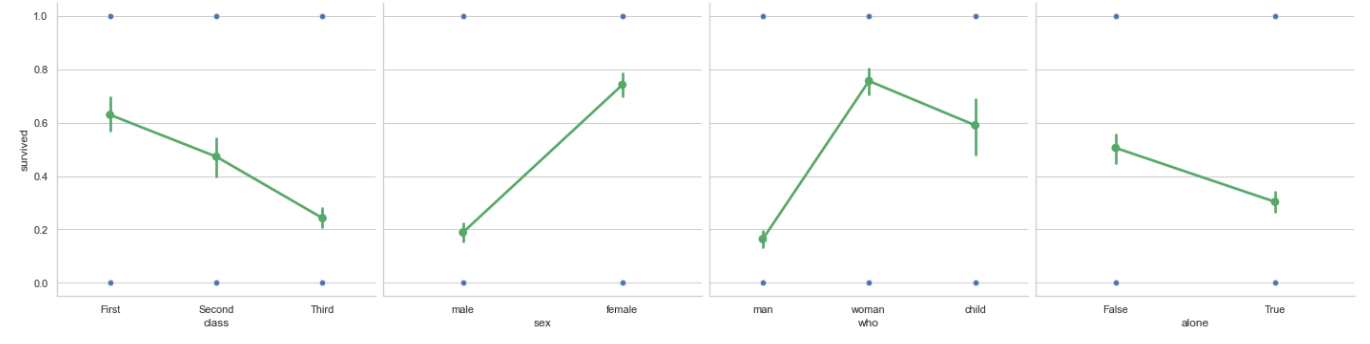 1.0
0.8
0.6
0.4
0.2
0.0
survived
First Second Third
class
male female
sex
man woman child
who
False True
alone